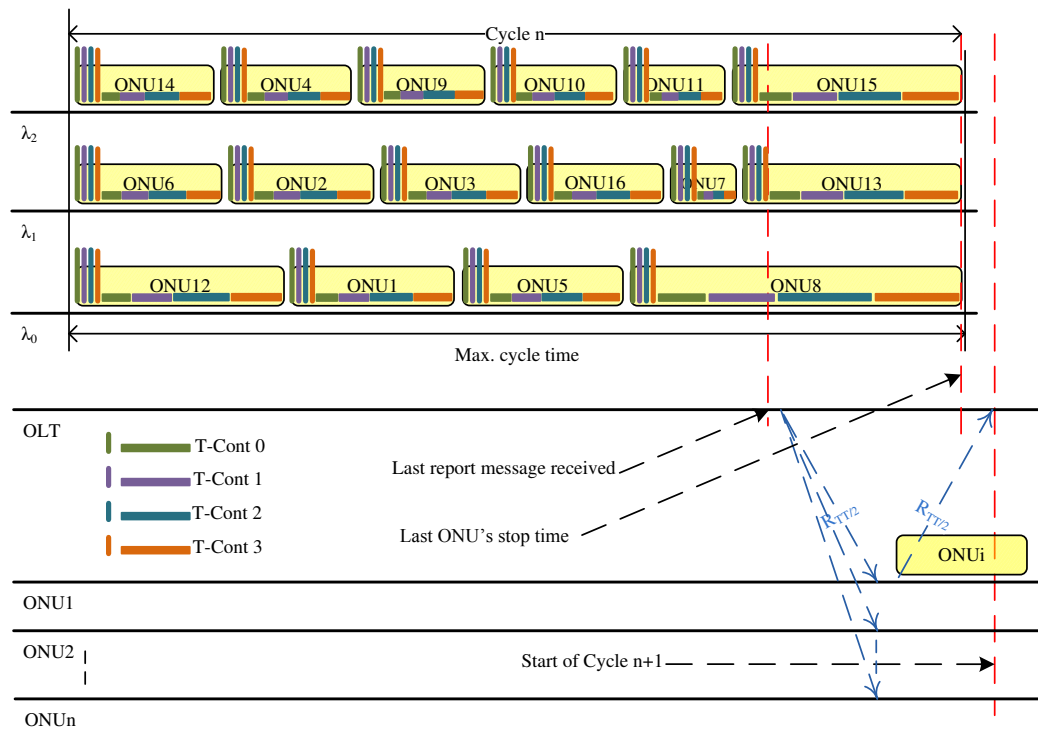 Cycle n
ONU14 ONU4 ONU9 ONU10 ONU11 ONU15
λ2
ONU6 ONU2 ONU3 ONU16 ONU7 ONU13
λ1
ONU12 ONU1 ONU5 ONU8
λ0
Max. cycle time
OLT
T-Cont 0
T-Cont 1
T-Cont 2
T-Cont 3
Last report message received
Last ONU's stop time
RTT/2
RTT/2
ONUi
ONU1
ONU2
Start of Cycle n+1
ONUn